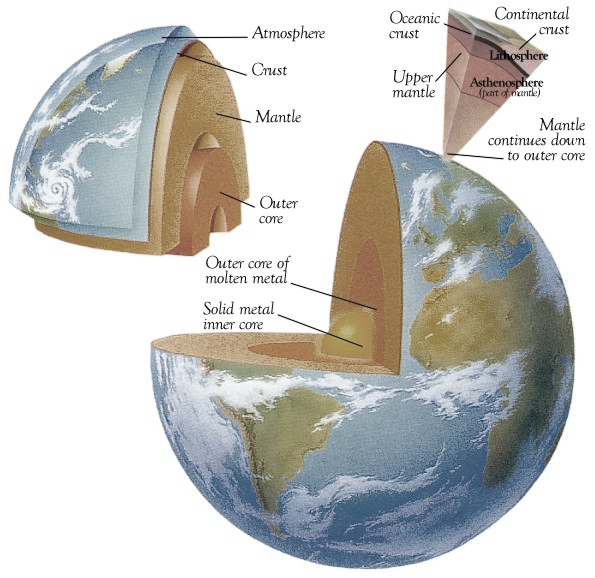 Atmosphere
Crust
Mantle
Outer
core
Oceanic
crust
Continental
crust
Lithosphere
Upper
mantle
Asthenosphere
(part of mantle)
Mantle
continues down
to outer core
Outer core of
molten metal
Solid metal
inner core